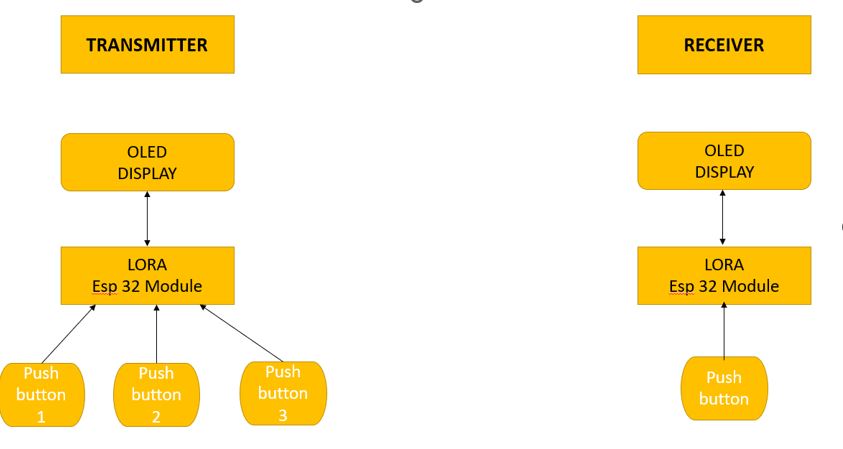 TRANSMITTER
RECEIVER
OLED
DISPLAY
OLED
DISPLAY
LORA
Esp 32 Module
LORA
Esp 32 Module
Push
button
1
Push
button
2
Push
button
3
Push
button